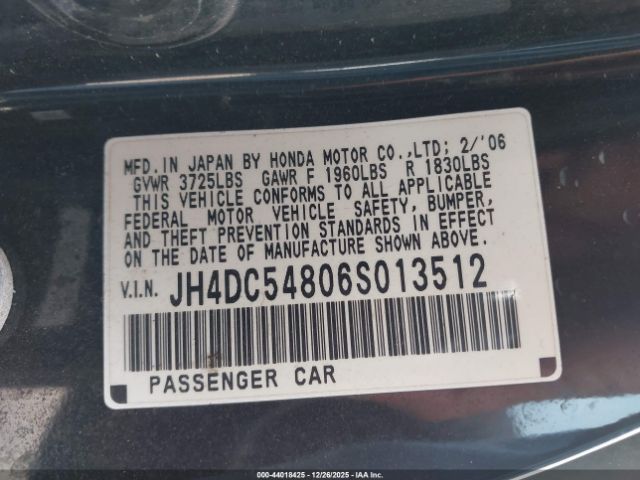 MFD. IN JAPAN BY HONDA MOTOR CO.,LTD; 2/'06
GVWR 3725LBS GAWR F 1960LBS R 1830LBS
THIS VEHICLE CONFORMS TO ALL APPLICABLE
FEDERAL MOTOR VEHICLE SAFETY, BUMPER,
AND THEFT PREVENTION STANDARDS IN EFFECT
ON THE DATE OF MANUFACTURE SHOWN ABOVE.
V.I.N. JH4DC54806S013512
PASSENGER CAR
000-44018425 - 12/26/2025 - IAA Inc.